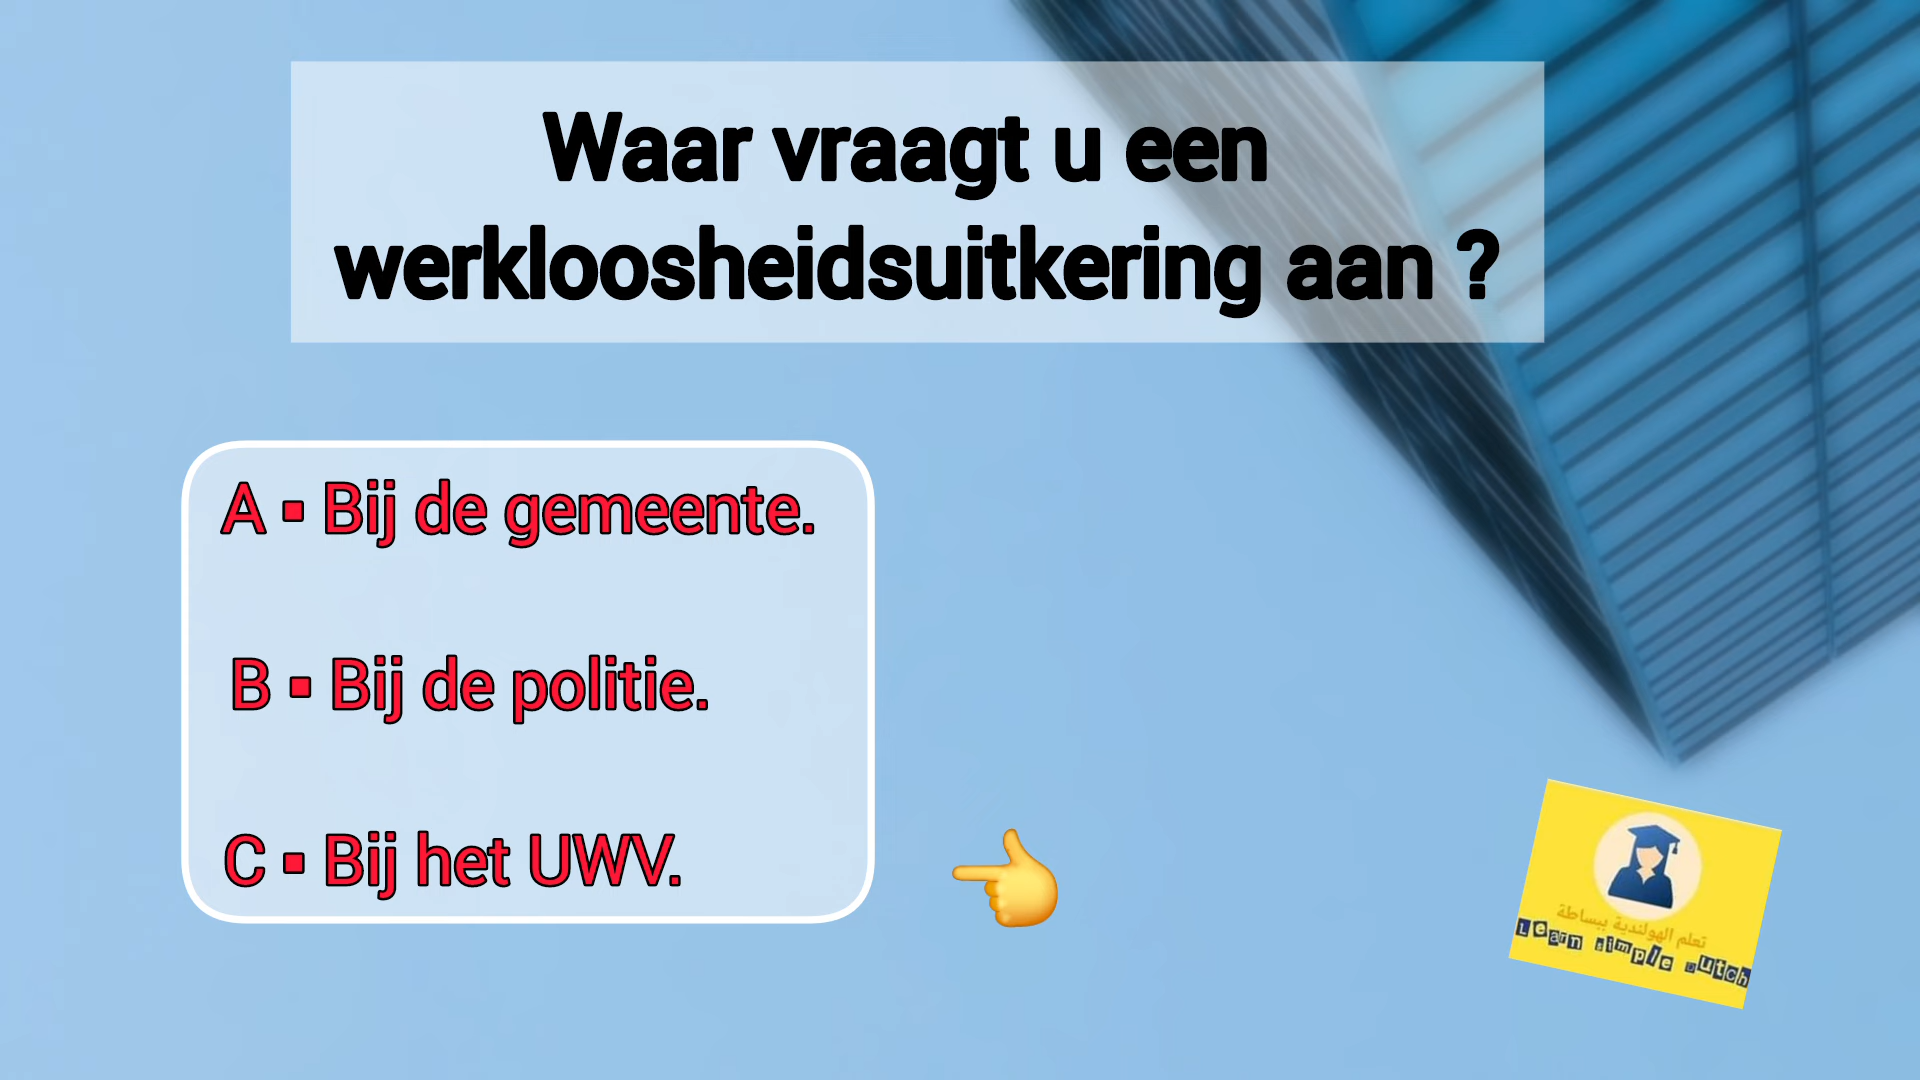 Waar vraagt u een
werkloosheidsuitkering aan ?
A ▪ Bij de gemeente.
B ▪ Bij de politie.
C ▪ Bij het UWV.
تعلم الهولندية ببساطة
Learn simple Dutch